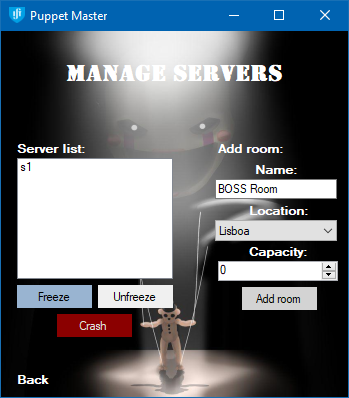 Puppet Master
MANAGE SERVERS
Server list:
s1
Freeze
Unfreeze
Crash
Add room:
Name:
BOSS Room
Location:
Lisboa
Capacity:
0
Add room
Back